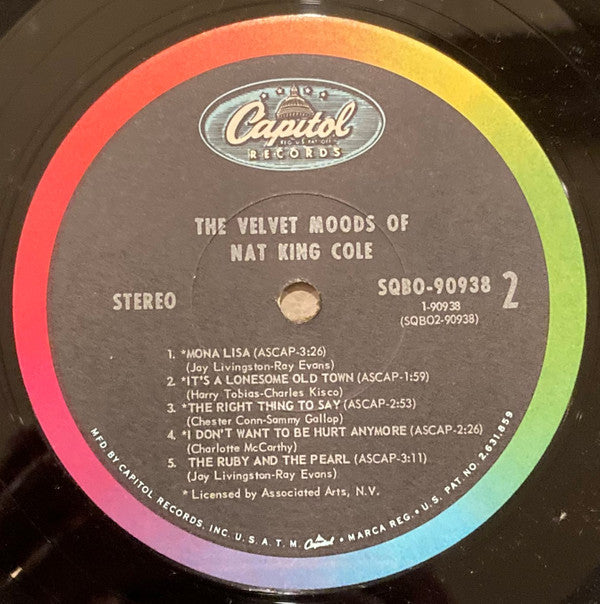 Capitol
REG. U.S. PAT. OFF.
RECORDS
THE VELVET MOODS OF
NAT KING COLE
STEREO
SQBO-90938 2
1-90938
(SQBO2-90938)
1. *MONA LISA (ASCAP-3:26)
(Jay Livingston-Ray Evans)
2. *IT'S A LONESOME OLD TOWN (ASCAP-1:59)
(Harry Tobias-Charles Kisco)
3. *THE RIGHT THING TO SAY (ASCAP-2:53)
(Chester Conn-Sammy Gallop)
4. *I DON'T WANT TO BE HURT ANYMORE (ASCAP-2:26)
(Charlotte McCarthy)
5. THE RUBY AND THE PEARL (ASCAP-3:11)
(Jay Livingston-Ray Evans)
* Licensed by Associated Arts, N.V.
MFD. BY CAPITOL RECORDS, INC. U.S.A. T.M. Capitol • MARCA REG. • U.S. PAT. NO. 2,631,859